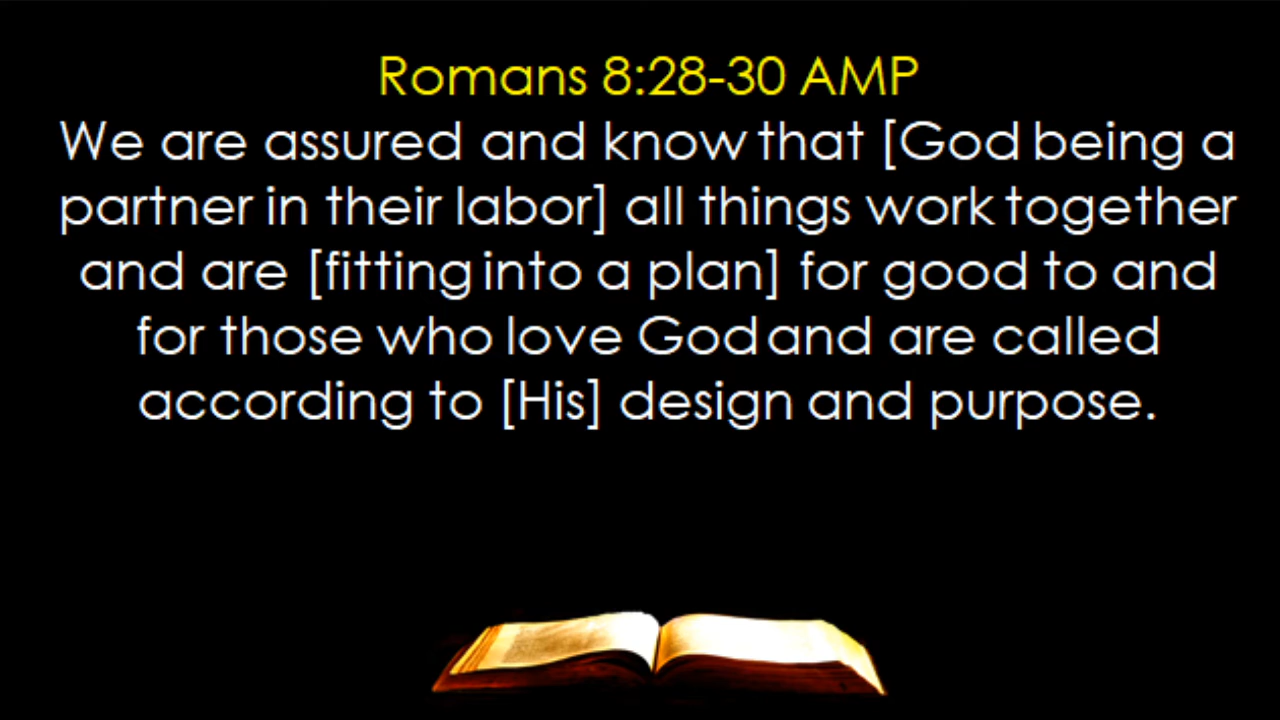 Romans 8:28-30 AMP
We are assured and know that [God being a
partner in their labor] all things work together
and are [fitting into a plan] for good to and
for those who love God and are called
according to [His] design and purpose.